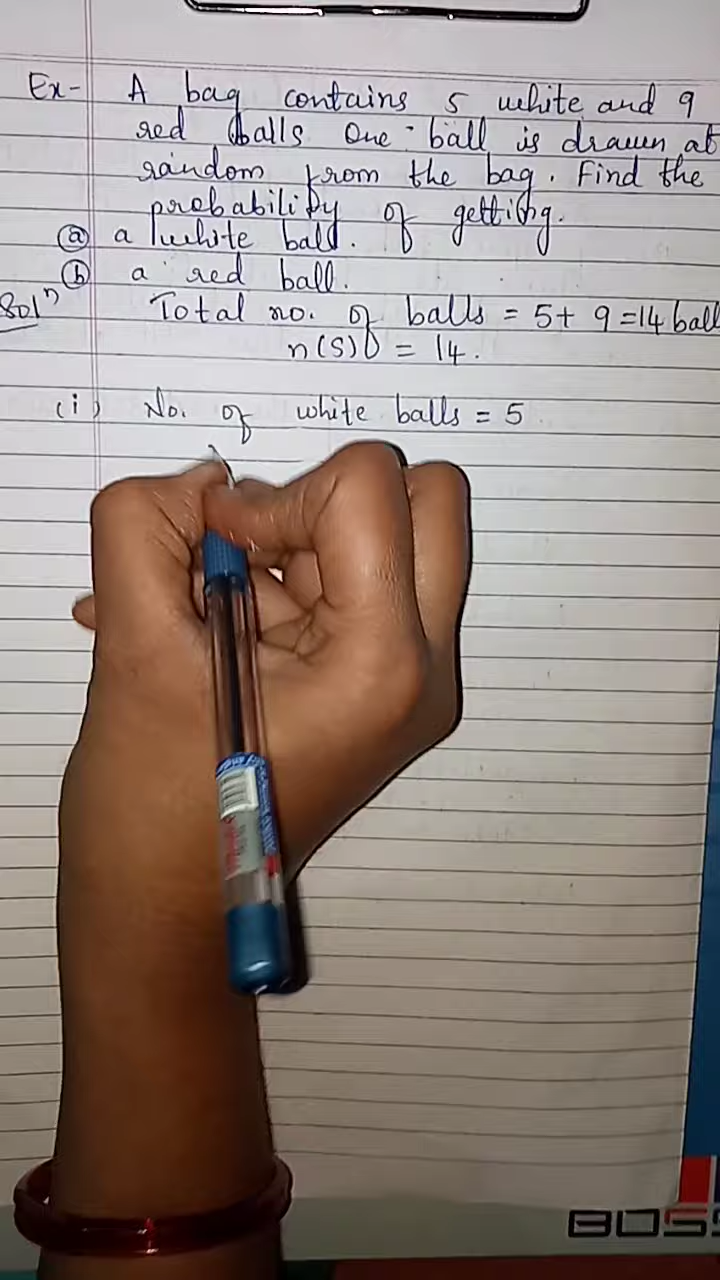 Ex- A bag contains 5 white and 9
red balls One ball is drawn at
random from the bag. Find the
probability of getting.
(a) a white ball.
(b) a red ball.
Solⁿ Total no. of balls = 5+ 9 =14 ball
n(S) = 14.
(i) No. of white balls = 5
BOSS